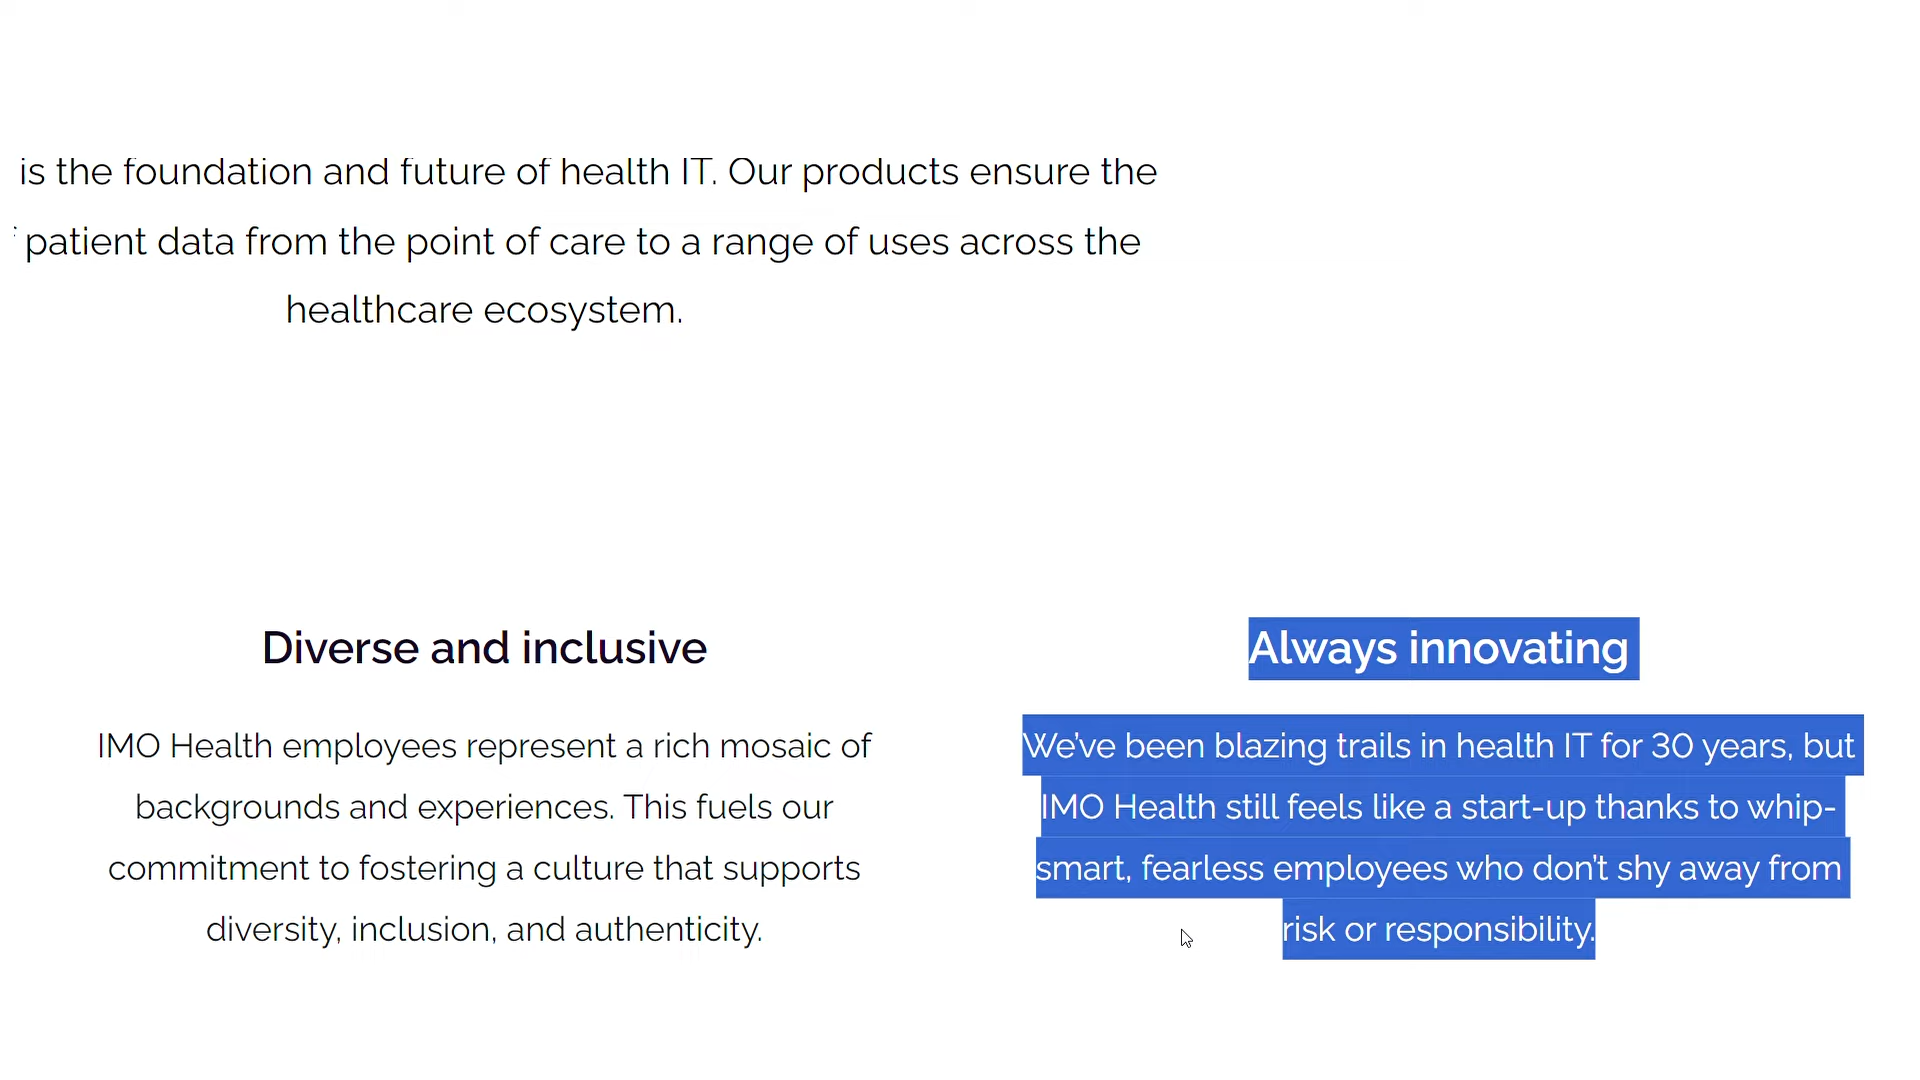 is the foundation and future of health IT. Our products ensure the
patient data from the point of care to a range of uses across the
healthcare ecosystem.
Diverse and inclusive
IMO Health employees represent a rich mosaic of
backgrounds and experiences. This fuels our
commitment to fostering a culture that supports
diversity, inclusion, and authenticity.
Always innovating
We’ve been blazing trails in health IT for 30 years, but
IMO Health still feels like a start-up thanks to whip-
smart, fearless employees who don’t shy away from
risk or responsibility.